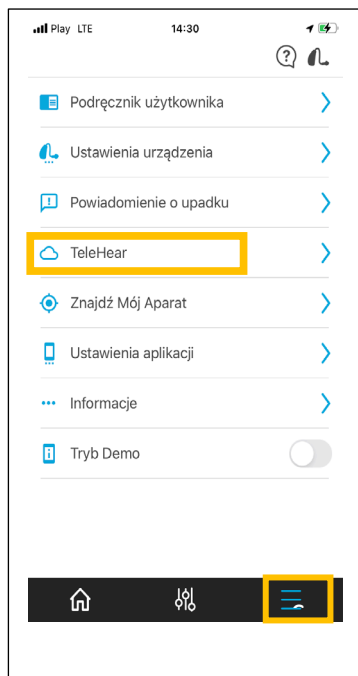 Play LTE 14:30
Podręcznik użytkownika
Ustawienia urządzenia
Powiadomienie o upadku
TeleHear
Znajdź Mój Aparat
Ustawienia aplikacji
Informacje
Tryb Demo